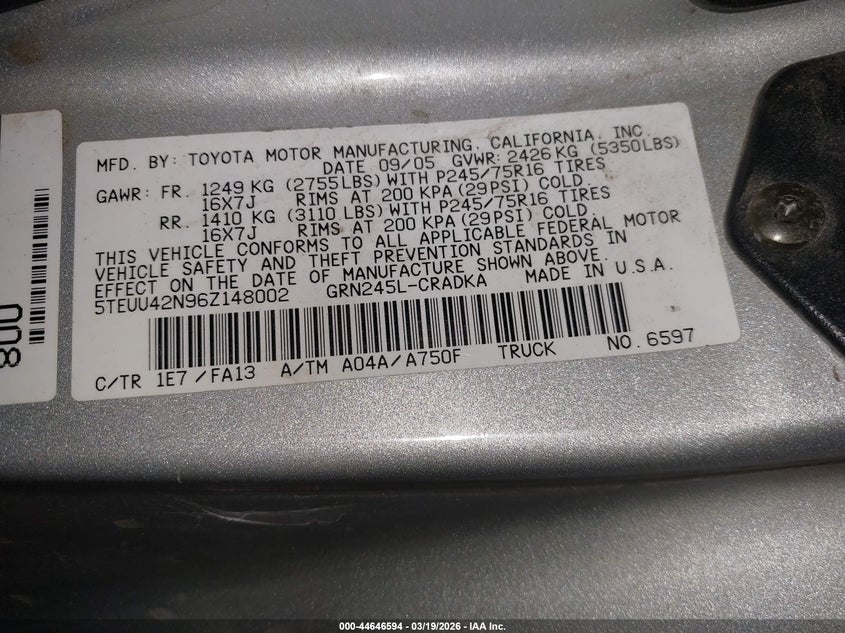 MFD. BY: TOYOTA MOTOR MANUFACTURING, CALIFORNIA, INC.
DATE 09/05 GVWR: 2426 KG (5350LBS)
GAWR: FR. 1249 KG (2755LBS) WITH P245/75R16 TIRES
16X7J RIMS AT 200 KPA (29PSI) COLD.
RR. 1410 KG (3110 LBS) WITH P245/75R16 TIRES
16X7J RIMS AT 200 KPA (29PSI) COLD.
THIS VEHICLE CONFORMS TO ALL APPLICABLE FEDERAL MOTOR
VEHICLE SAFETY AND THEFT PREVENTION STANDARDS IN
EFFECT ON THE DATE OF MANUFACTURE SHOWN ABOVE.
5TEUU42N96Z148002 GRN245L-CRADKA MADE IN U.S.A.
C/TR 1E7/FA13 A/TM A04A/A750F TRUCK NO. 6597
008
000-44646594 - 03/19/2026 - IAA Inc.